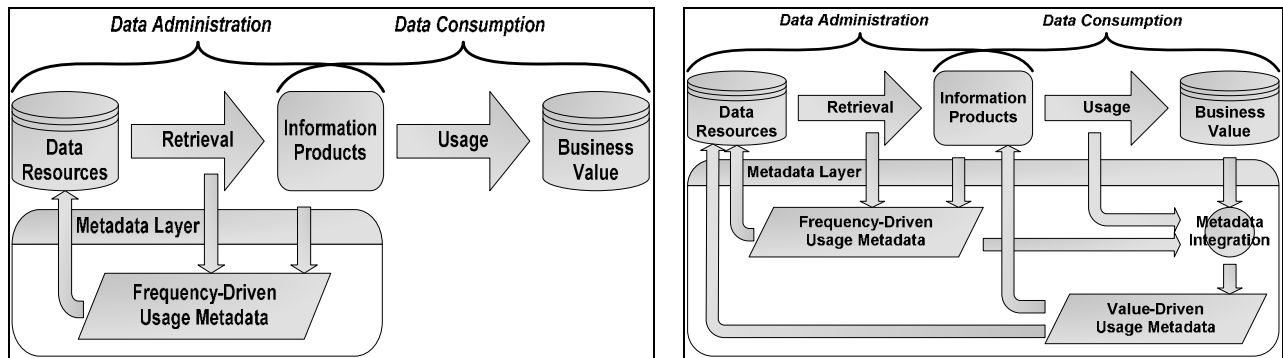 Data Administration
Data Consumption
Data
Resources
Retrieval
Information
Products
Usage
Business
Value
Metadata Layer
Frequency-Driven
Usage Metadata
Data Administration
Data Consumption
Data
Resources
Retrieval
Information
Products
Usage
Business
Value
Metadata Layer
Frequency-Driven
Usage Metadata
Metadata
Integration
Value-Driven
Usage Metadata